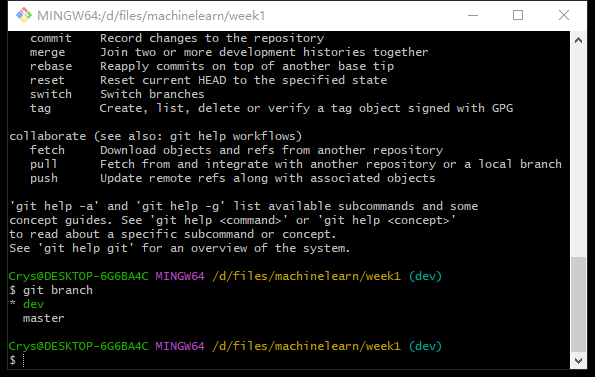 MINGW64:/d/files/machinelearn/week1
commit    Record changes to the repository
merge     Join two or more development histories together
rebase    Reapply commits on top of another base tip
reset     Reset current HEAD to the specified state
switch    Switch branches
tag       Create, list, delete or verify a tag object signed with GPG
collaborate (see also: git help workflows)
fetch     Download objects and refs from another repository
pull      Fetch from and integrate with another repository or a local branch
push      Update remote refs along with associated objects
'git help -a' and 'git help -g' list available subcommands and some
concept guides. See 'git help <command>' or 'git help <concept>'
to read about a specific subcommand or concept.
See 'git help git' for an overview of the system.
Crys@DESKTOP-6G6BA4C MINGW64 /d/files/machinelearn/week1 (dev)
$ git branch
* dev
master
Crys@DESKTOP-6G6BA4C MINGW64 /d/files/machinelearn/week1 (dev)
$